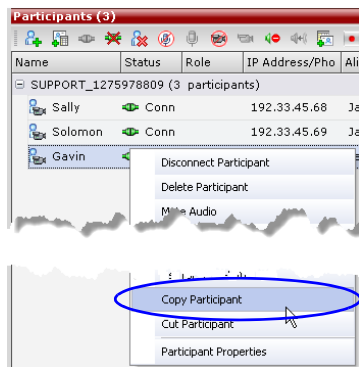 Participants (3)
Name Status Role IP Address/Pho Ali
SUPPORT_1275978809 (3 participants)
Sally Conn 192.33.45.68 Ja
Solomon Conn 192.33.45.69 Ja
Gavin
Disconnect Participant
Delete Participant
Mute Audio
Copy Participant
Cut Participant
Participant Properties